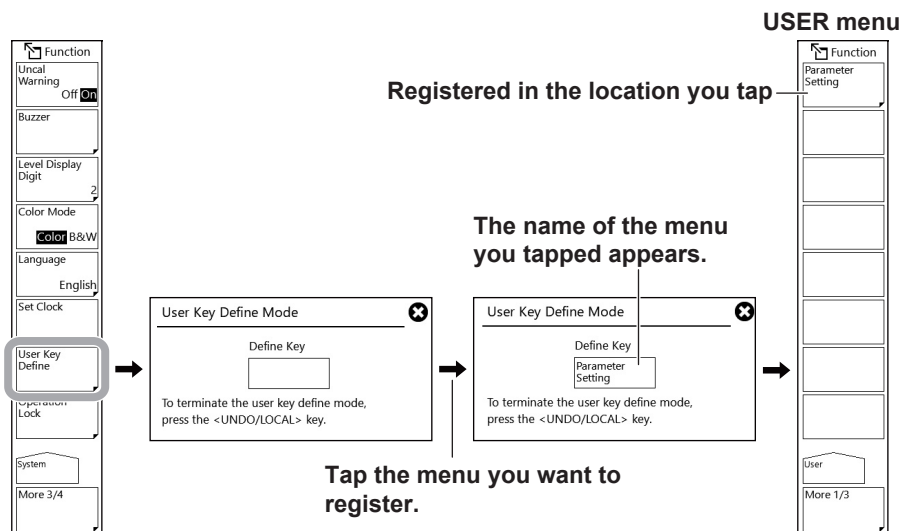 USER menu
Function
Uncal
Warning
Off On
Buzzer
Level Display
Digit
2
Color Mode
Color B&W
Language
English
Set Clock
User Key
Define
Operation
Lock
System
More 3/4
User Key Define Mode
Define Key
To terminate the user key define mode,
press the <UNDO/LOCAL> key.
Tap the menu you want to
register.
The name of the menu
you tapped appears.
User Key Define Mode
Define Key
Parameter
Setting
To terminate the user key define mode,
press the <UNDO/LOCAL> key.
Registered in the location you tap
Function
Parameter
Setting
User
More 1/3